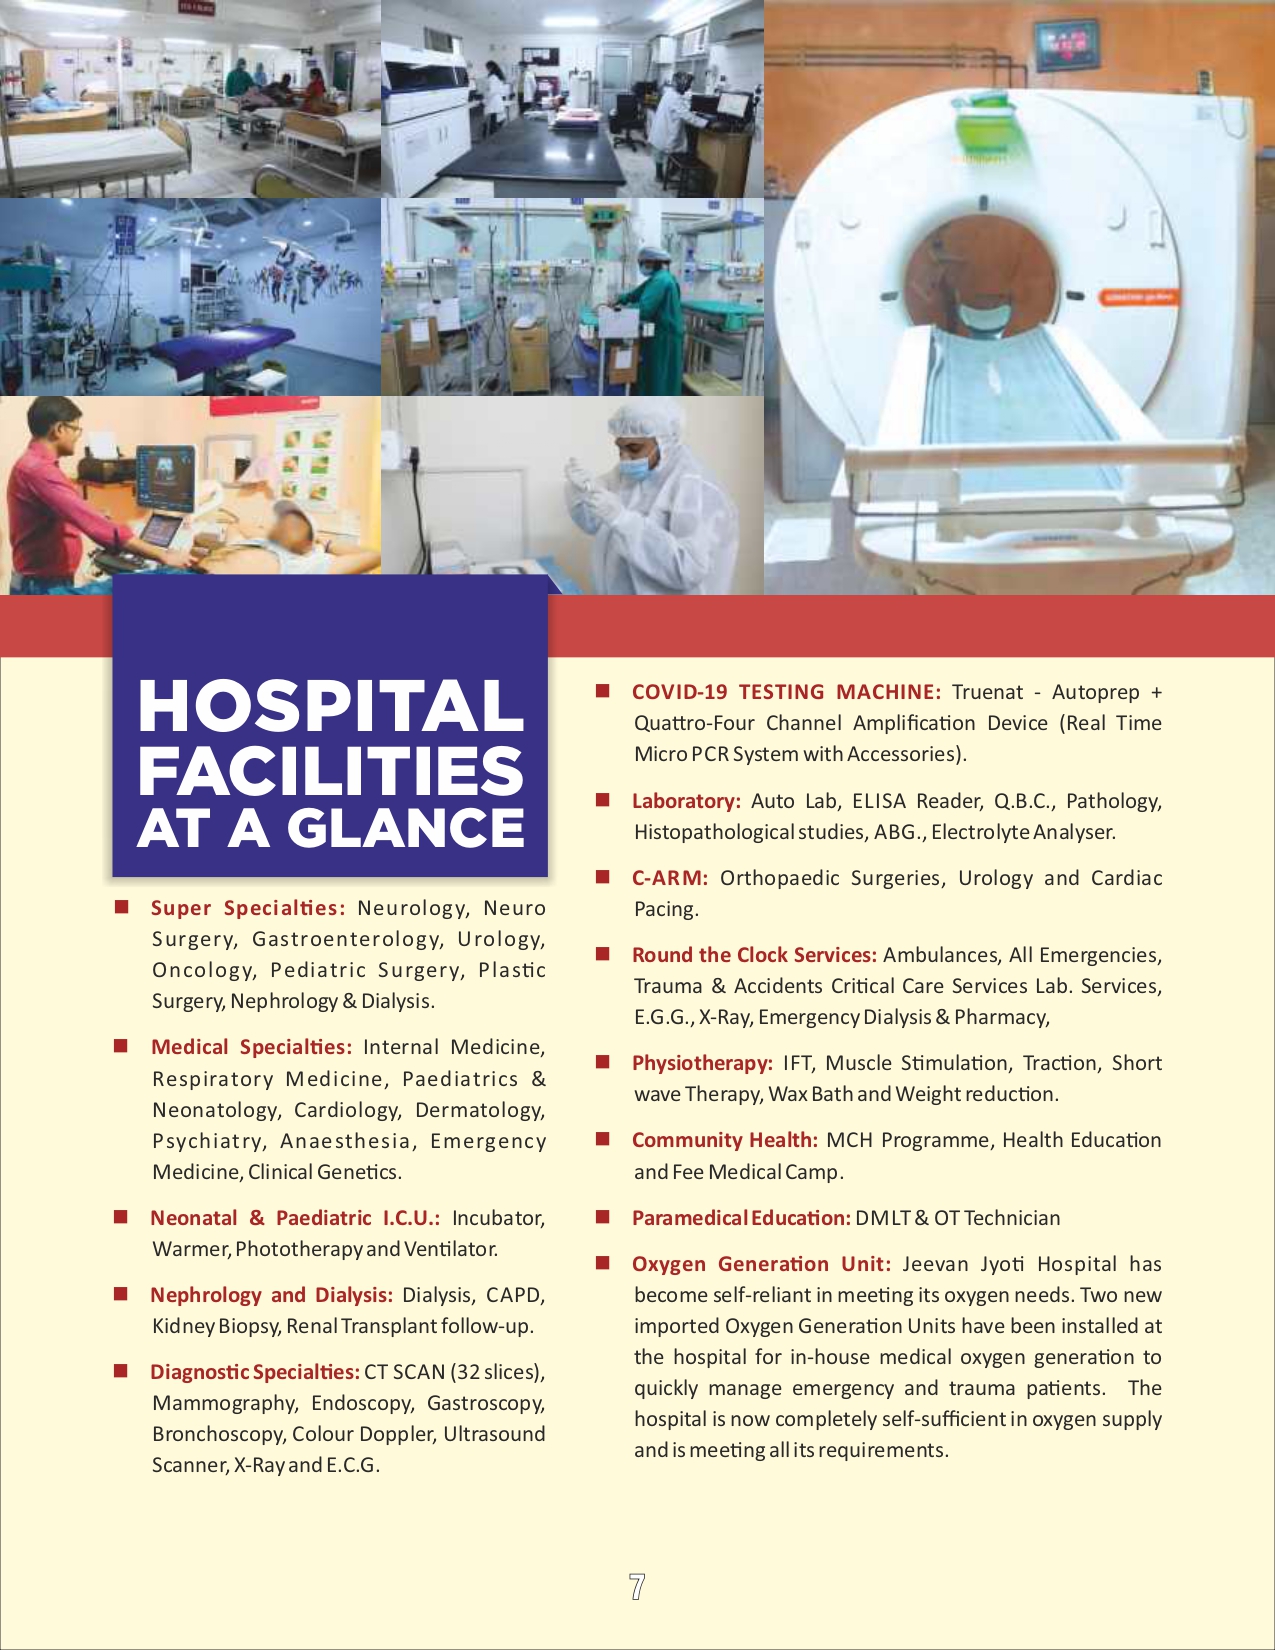 HOSPITAL
FACILITIES
AT A GLANCE
■ Super Specialties: Neurology, Neuro
Surgery, Gastroenterology, Urology,
Oncology, Pediatric Surgery, Plastic
Surgery, Nephrology & Dialysis.
■ Medical Specialties: Internal Medicine,
Respiratory Medicine, Paediatrics &
Neonatology, Cardiology, Dermatology,
Psychiatry, Anaesthesia, Emergency
Medicine, Clinical Genetics.
■ Neonatal & Paediatric I.C.U.: Incubator,
Warmer, Phototherapy and Ventilator.
■ Nephrology and Dialysis: Dialysis, CAPD,
Kidney Biopsy, Renal Transplant follow-up.
■ Diagnostic Specialties: CT SCAN (32 slices),
Mammography, Endoscopy, Gastroscopy,
Bronchoscopy, Colour Doppler, Ultrasound
Scanner, X-Ray and E.C.G.
■ COVID-19 TESTING MACHINE: Truenat - Autoprep +
Quattro-Four Channel Amplification Device (Real Time
Micro PCR System with Accessories).
■ Laboratory: Auto Lab, ELISA Reader, Q.B.C., Pathology,
Histopathological studies, ABG., Electrolyte Analyser.
■ C-ARM: Orthopaedic Surgeries, Urology and Cardiac
Pacing.
■ Round the Clock Services: Ambulances, All Emergencies,
Trauma & Accidents Critical Care Services Lab. Services,
E.G.G., X-Ray, Emergency Dialysis & Pharmacy,
■ Physiotherapy: IFT, Muscle Stimulation, Traction, Short
wave Therapy, Wax Bath and Weight reduction.
■ Community Health: MCH Programme, Health Education
and Fee Medical Camp.
■ Paramedical Education: DMLT & OT Technician
■ Oxygen Generation Unit: Jeevan Jyoti Hospital has
become self-reliant in meeting its oxygen needs. Two new
imported Oxygen Generation Units have been installed at
the hospital for in-house medical oxygen generation to
quickly manage emergency and trauma patients. The
hospital is now completely self-sufficient in oxygen supply
and is meeting all its requirements.
7